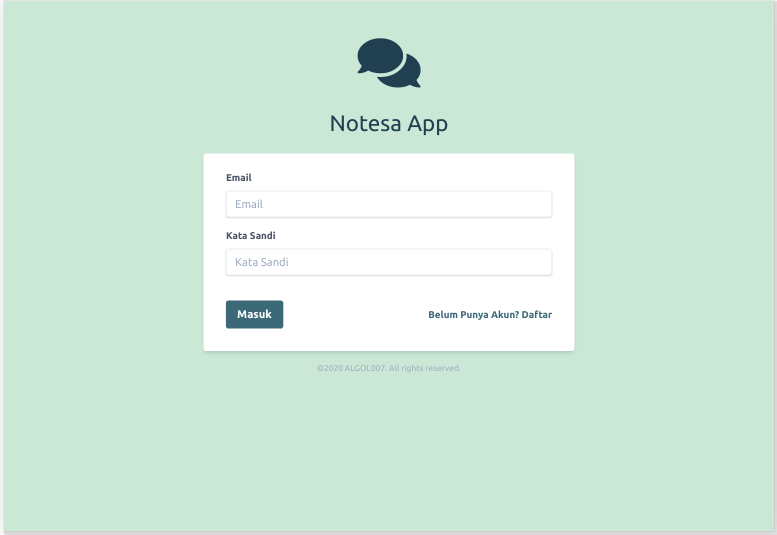 Notesa App
Email
Email
Kata Sandi
Kata Sandi
Masuk
Belum Punya Akun? Daftar
©2020 ALGOL007. All rights reserved.